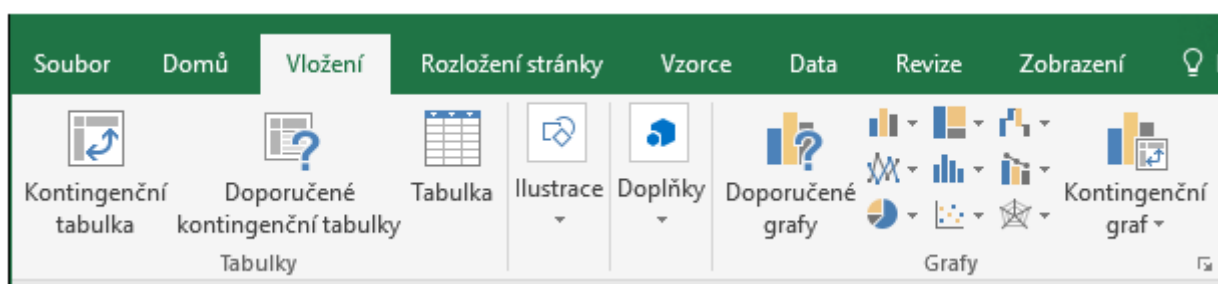 Soubor Domů Vložení Rozložení stránky Vzorce Data Revize Zobrazení
Kontingenční tabulka
Doporučené kontingenční tabulky
Tabulka
Tabulky
Ilustrace
Doplňky
Doporučené grafy
Kontingenční graf
Grafy